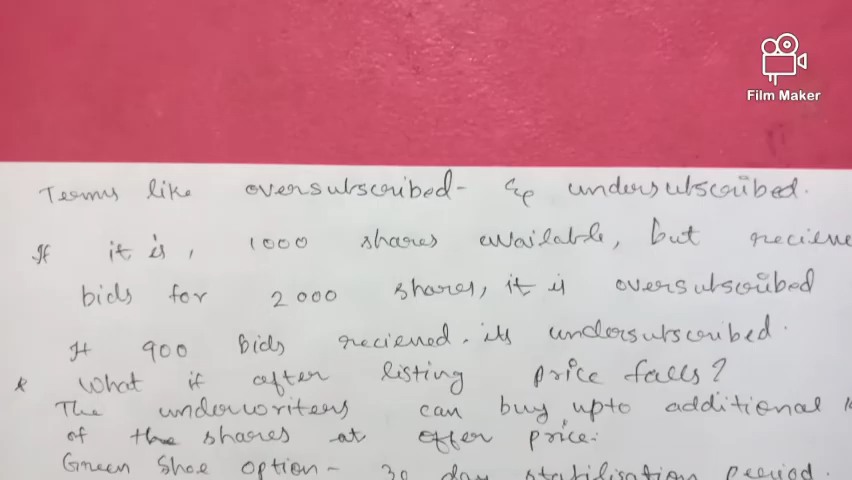 Film Maker
Terms like oversubscribed - & undersubscribed.
If it is, 1000 shares available, but recieve
bids for 2000 shares, it is oversubscribed
If 900 bids recieved. its undersubscribed.
* What if after listing price falls?
The underwriters can buy upto additional
of the shares at offer price.
Green Shoe option - 30 day stabilisation period.